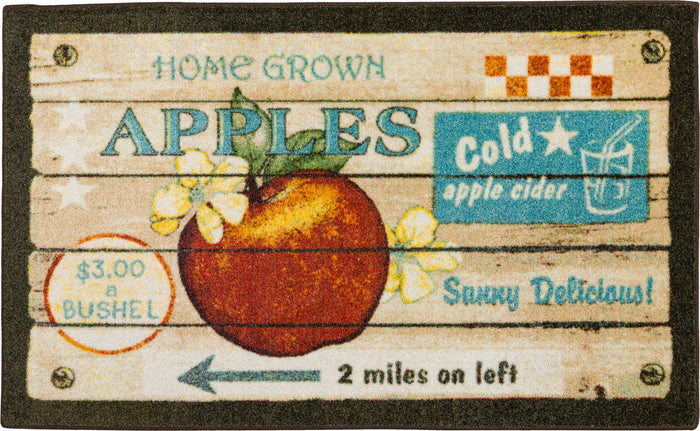 HOME GROWN
APPLES
Cold
apple cider
$3.00
a
BUSHEL
Sunny Delicious!
2 miles on left